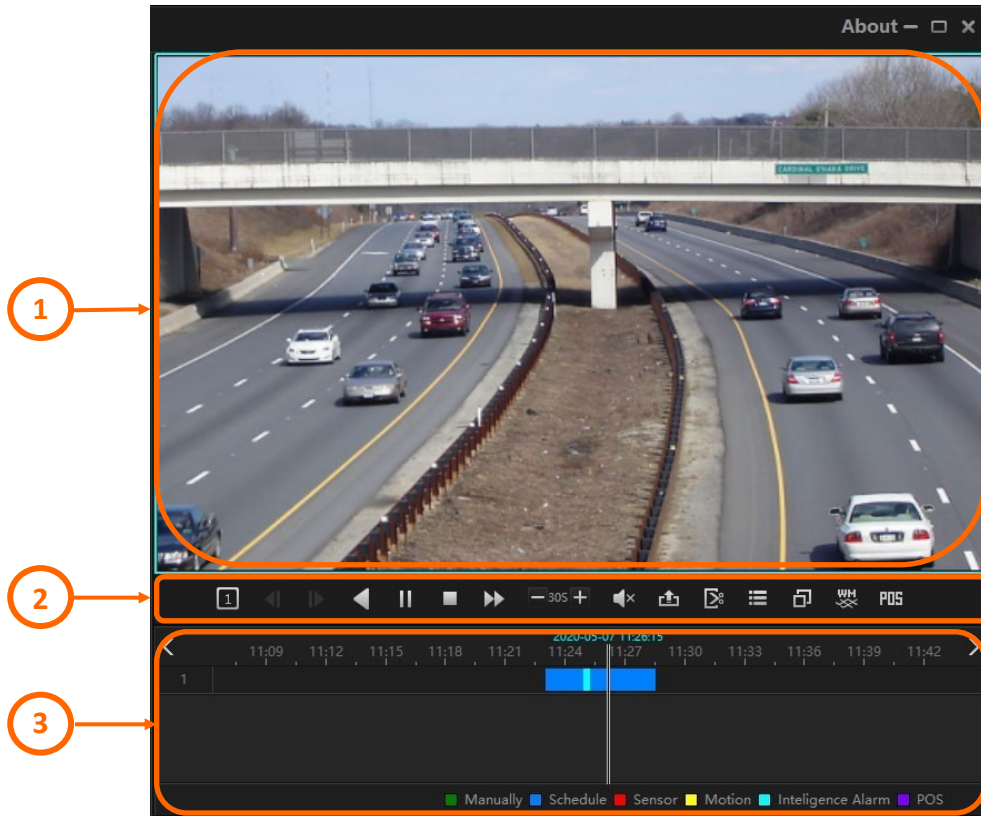 About
CARDINAL O'HARA DRIVE
1
2
1
30S
WM
POS
2020-05-07 11:26:15
11:09 11:12 11:15 11:18 11:21 11:24 11:27 11:30 11:33 11:36 11:39 11:42
1
3
Manually Schedule Sensor Motion Inteligence Alarm POS